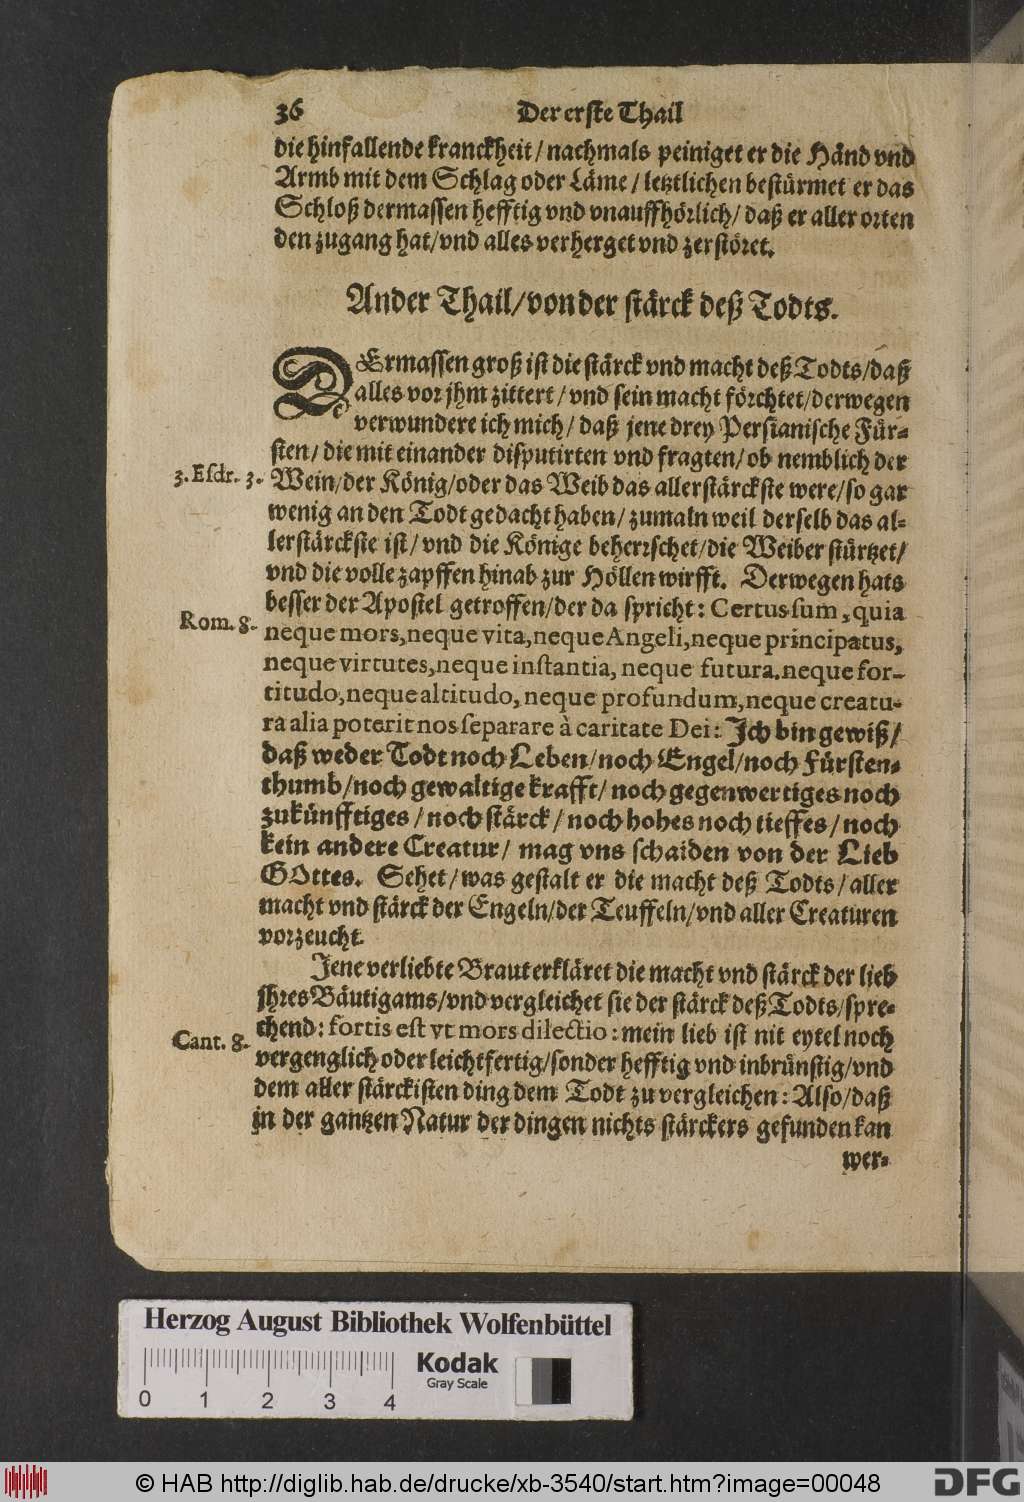 36 Der erste Thail
die hinfallende kranckheit / nachmals peiniget er die Händ vnd
Armb mit dem Schlag oder Läme / letztlichen bestürmet er das
Schloß dermassen hefftig vnd vnauffhörlich / daß er aller orten
den zugang hat / vnd alles verherget vnd zerstöret.
Ander Thail / von der stärck deß Todts.
DErmassen groß ist die stärck vnd macht deß Todts / daß
alles vor jhm zittert / vnd sein macht förchtet / derwegen
verwundere ich mich / daß jene drey Persianische Für-
sten / die mit einander disputirten vnd fragten / ob nemblich der
3. Esdr. 3. Wein / der König / oder das Weib das allerstärckste were / so gar
wenig an den Todt gedacht haben / zumaln weil derselb das al-
lerstärckste ist / vnd die Könige beherrschet / die Weiber stürtzet /
vnd die volle zapffen hinab zur Höllen wirfft. Derwegen hats
besser der Apostel getroffen / der da spricht: Certus sum, quia
Rom. 8. neque mors, neque vita, neque Angeli, neque principatus,
neque virtutes, neque instantia, neque futura. neque for-
titudo, neque altitudo, neque profundum, neque creatu-
ra alia poterit nos separare à caritate Dei: Jch bin gewiß /
daß weder Todt noch Leben / noch Engel / noch Fürsten-
thumb / noch gewaltige krafft / noch gegenwertiges noch
zukünfftiges / noch stärck / noch hohes noch tieffes / noch
kein andere Creatur / mag vns schaiden von der Lieb
GOttes. Sehet / was gestalt er die macht deß Todts / aller
macht vnd stärck der Engeln / der Teuffeln / vnd aller Creaturen
vorzeucht.
Jene verliebte Braut erkläret die macht vnd stärck der lieb
jhres Bäutigams / vnd vergleichet sie der stärck deß Todts / spre-
Cant. 8. chend: fortis est vt mors dilectio: mein lieb ist nit eytel noch
vergenglich oder leichtfertig / sonder hefftig vnd inbrünstig / vnd
dem aller stärckisten ding dem Todt zu vergleichen: Also / daß
in der gantzen Natur der dingen nichts stärckers gefunden kan
wer-
Herzog August Bibliothek Wolfenbüttel
Kodak
Gray Scale
0 1 2 3 4
© HAB http://diglib.hab.de/drucke/xb-3540/start.htm?image=00048
DFG